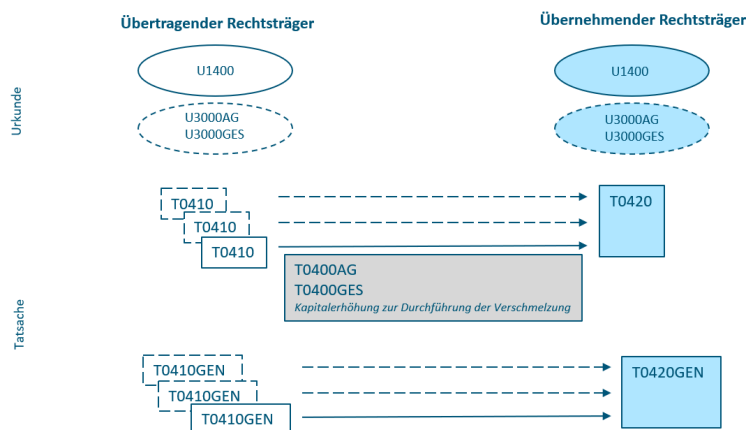 Übertragender Rechtsträger
Übernehmender Rechtsträger
Urkunde
U1400
U1400
U3000AG
U3000GES
U3000AG
U3000GES
Tatsache
T0410
T0410
T0410
T0420
T0400AG
T0400GES
Kapitalerhöhung zur Durchführung der Verschmelzung
T0410GEN
T0410GEN
T0410GEN
T0420GEN